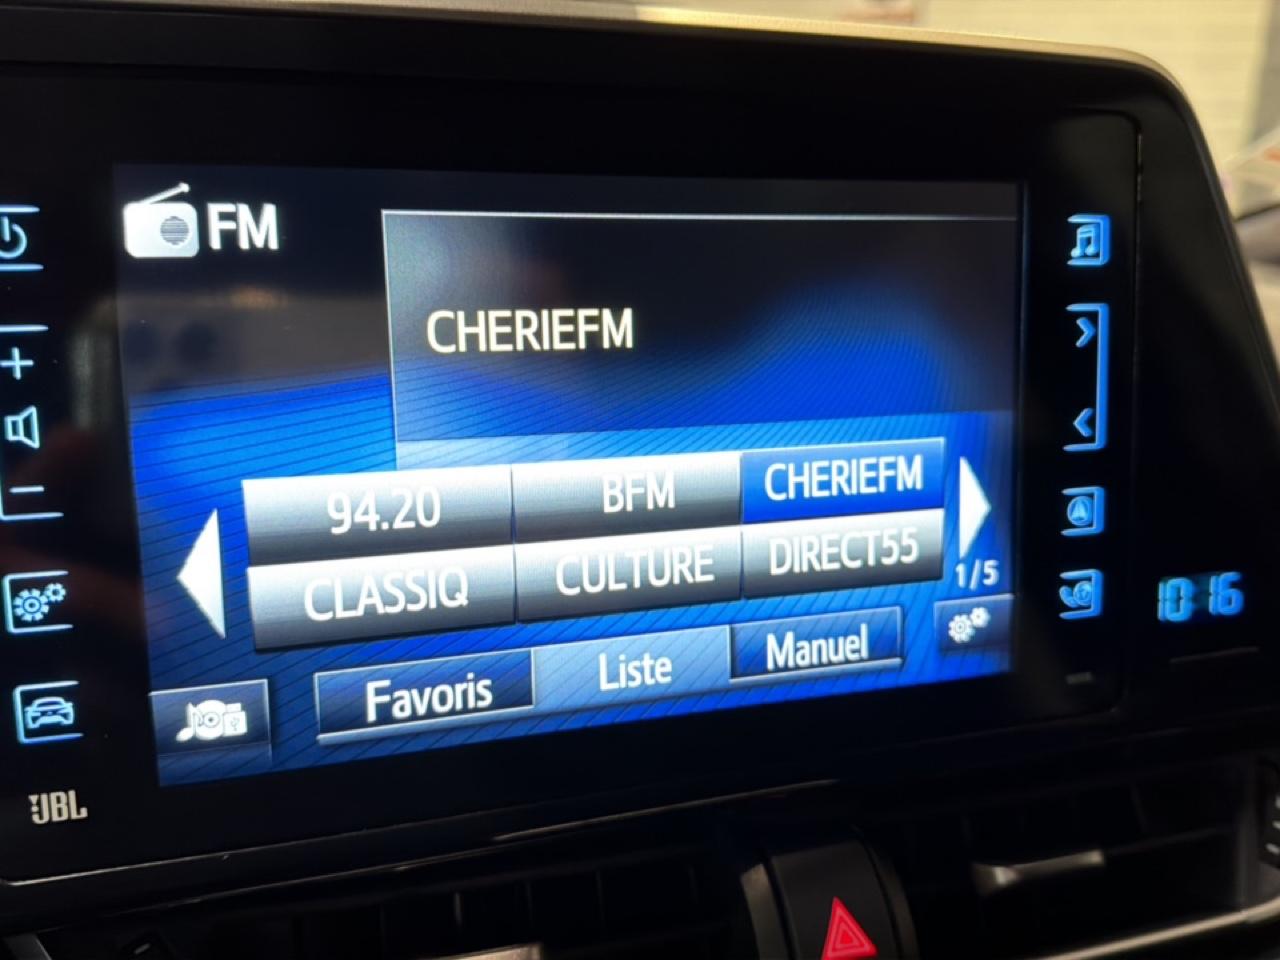 FM
CHERIEFM
94.20 BFM CHERIEFM
CLASSIQ CULTURE DIRECT55
1/5
Favoris Liste Manuel
10:16
JBL